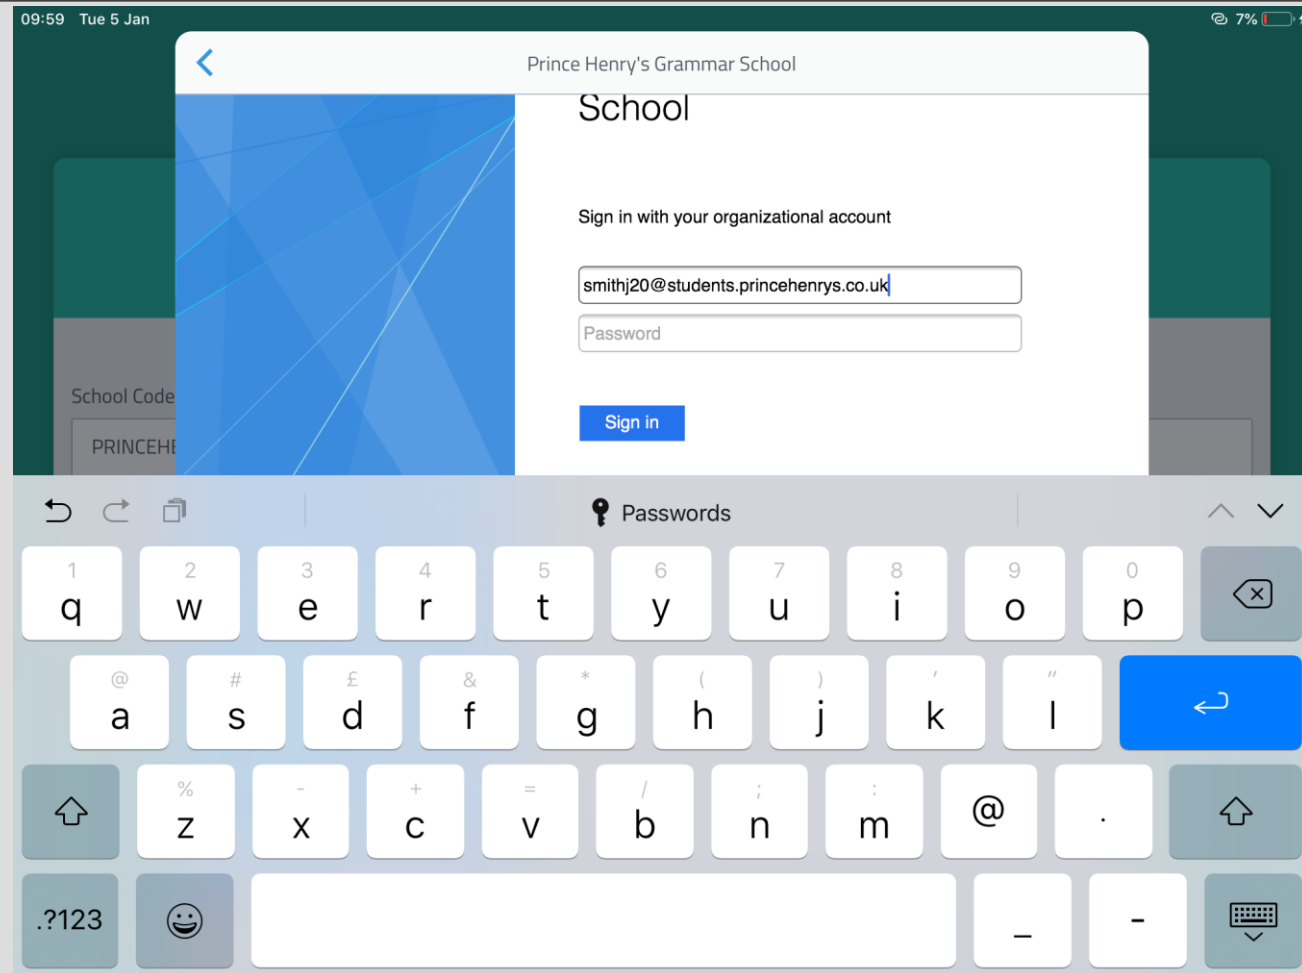 09:59 Tue 5 Jan
7%
Prince Henry's Grammar School
School
Sign in with your organizational account
smithj20@students.princehenrys.co.uk
Password
School Code
PRINCEHE
Sign in
Passwords
1 2 3 4 5 6 7 8 9 0
q w e r t y u i o p
@ # £ & * ( ) ' "
a s d f g h j k l
% - + = / ; :
z x c v b n m @ .
.?123 _ -